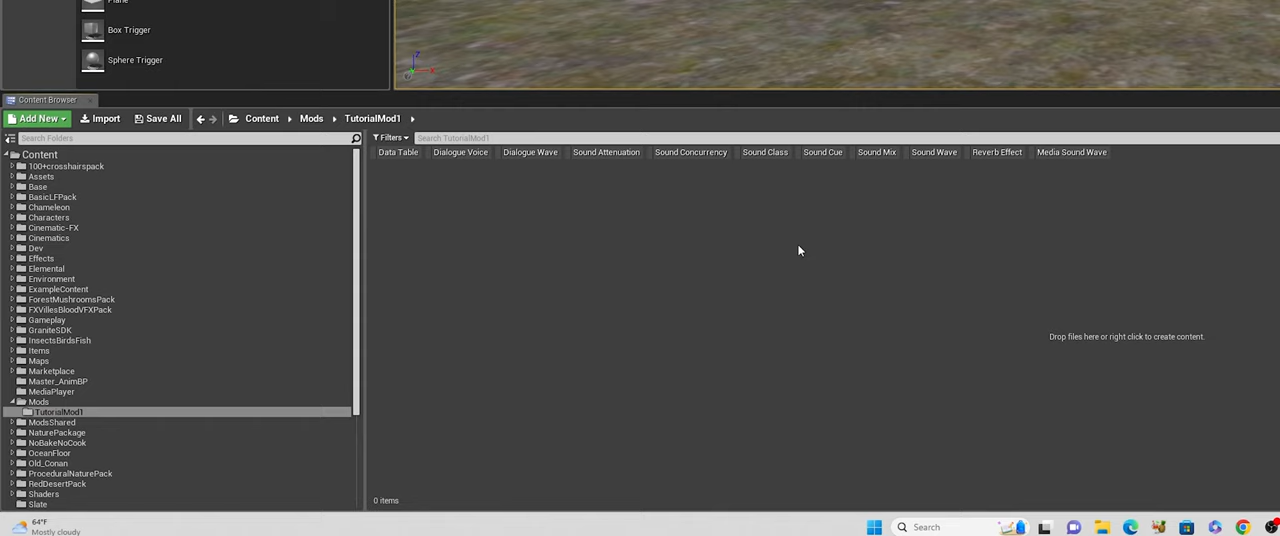 Plane
Box Trigger
Sphere Trigger
Z
X
Content Browser
Add New Import Save All Content Mods TutorialMod1
Search Folders
Filters Search TutorialMod1
Data Table Dialogue Voice Dialogue Wave Sound Attenuation Sound Concurrency Sound Class Sound Cue Sound Mix Sound Wave Reverb Effect Media Sound Wave
Content
100+crosshairspack
Assets
Base
BasicLFPack
Chameleon
Characters
Cinematic-FX
Cinematics
Dev
Effects
Elemental
Environment
ExampleContent
ForestMushroomsPack
FXVillesBloodVFXPack
Gameplay
GraniteSDK
InsectsBirdsFish
Items
Maps
Marketplace
Master_AnimBP
MediaPlayer
Mods
TutorialMod1
ModsShared
NaturePackage
NoBakeNoCook
OceanFloor
Old_Conan
ProceduralNaturePack
RedDesertPack
Shaders
Slate
Drop files here or right click to create content.
0 items
64°F
Mostly cloudy
Search